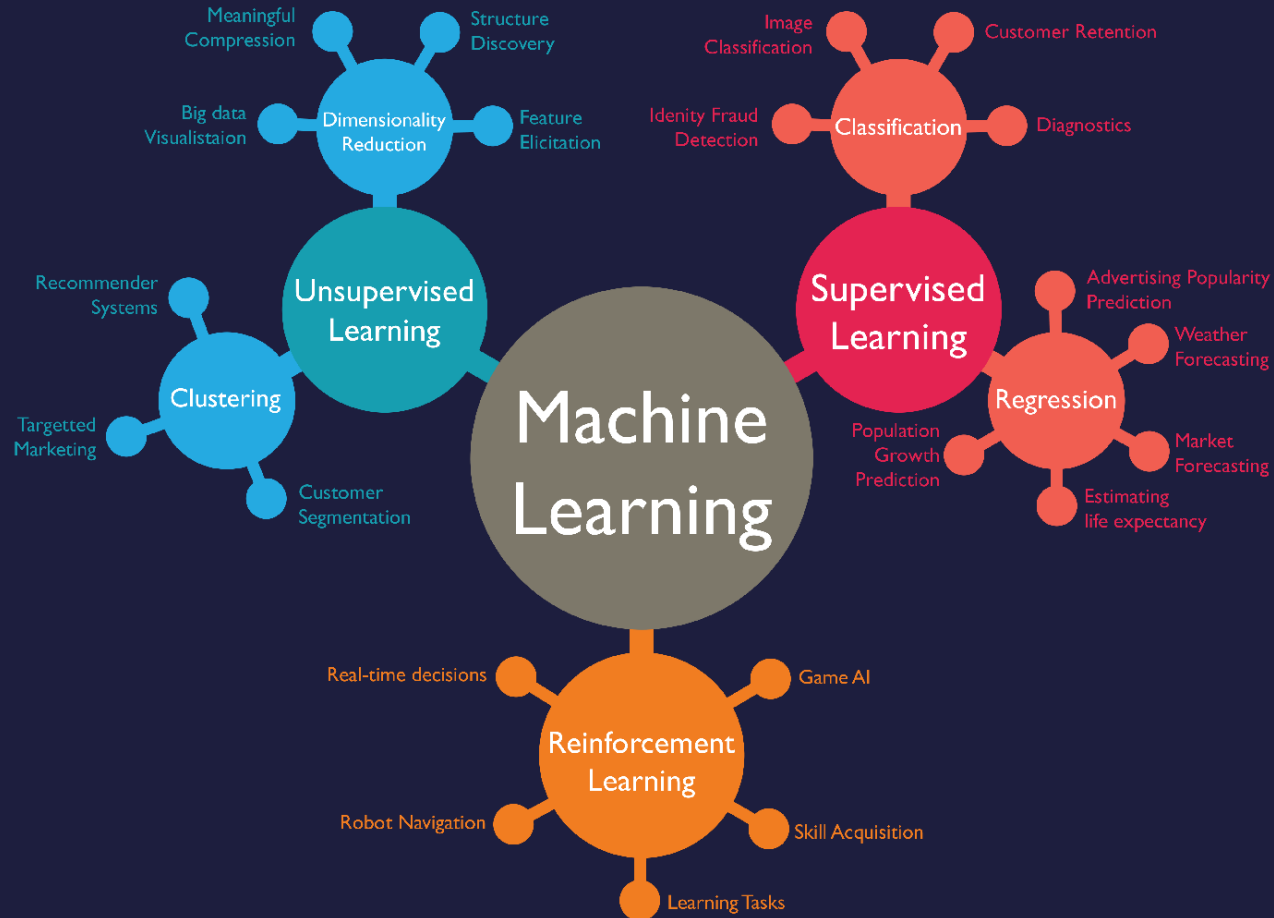 Meaningful
Compression
Structure
Discovery
Big data
Visualistaion
Dimensionality
Reduction
Feature
Elicitation
Image
Classification
Customer Retention
Idenity Fraud
Detection
Classification
Diagnostics
Unsupervised
Learning
Supervised
Learning
Recommender
Systems
Clustering
Targetted
Marketing
Customer
Segmentation
Machine
Learning
Advertising Popularity
Prediction
Weather
Forecasting
Regression
Population
Growth
Prediction
Market
Forecasting
Estimating
life expectancy
Real-time decisions
Game AI
Reinforcement
Learning
Robot Navigation
Skill Acquisition
Learning Tasks